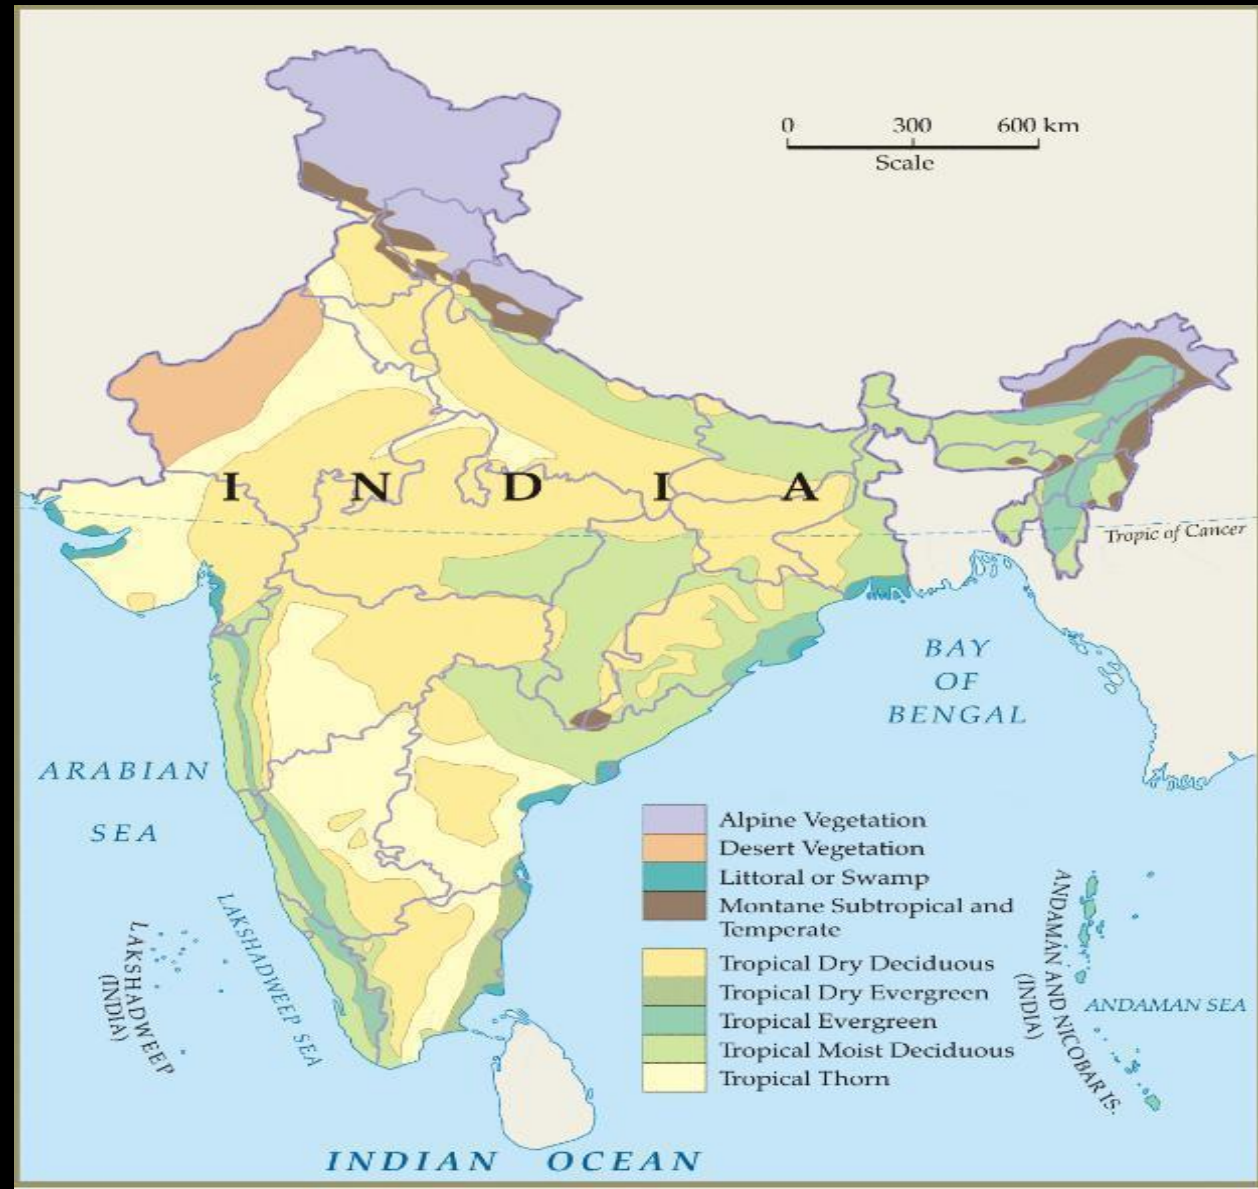 0 300 600 km
Scale
I N D I A
Tropic of Cancer
BAY
OF
BENGAL
ARABIAN
SEA
LAKSHADWEEP
(INDIA)
LAKSHADWEEP SEA
Alpine Vegetation
Desert Vegetation
Littoral or Swamp
Montane Subtropical and
Temperate
Tropical Dry Deciduous
Tropical Dry Evergreen
Tropical Evergreen
Tropical Moist Deciduous
Tropical Thorn
ANDAMAN AND NICOBAR IS.
(INDIA)
ANDAMAN SEA
INDIAN OCEAN